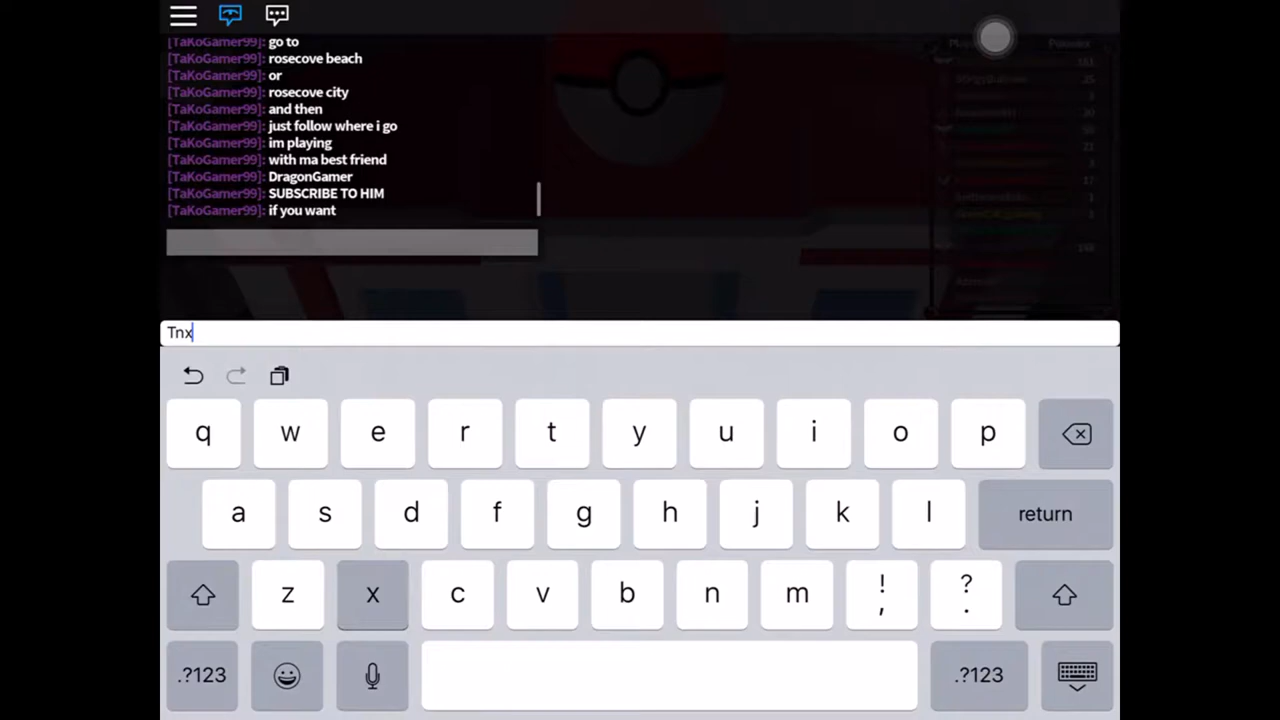 [TaKoGamer99]: go to
[TaKoGamer99]: rosecove beach
[TaKoGamer99]: or
[TaKoGamer99]: rosecove city
[TaKoGamer99]: and then
[TaKoGamer99]: just follow where i go
[TaKoGamer99]: im playing
[TaKoGamer99]: with ma best friend
[TaKoGamer99]: DragonGamer
[TaKoGamer99]: SUBSCRIBE TO HIM
[TaKoGamer99]: if you want
Tnx
q w e r t y u i o p
a s d f g h j k l return
z x c v b n m ! , ? .
.?123 .?123